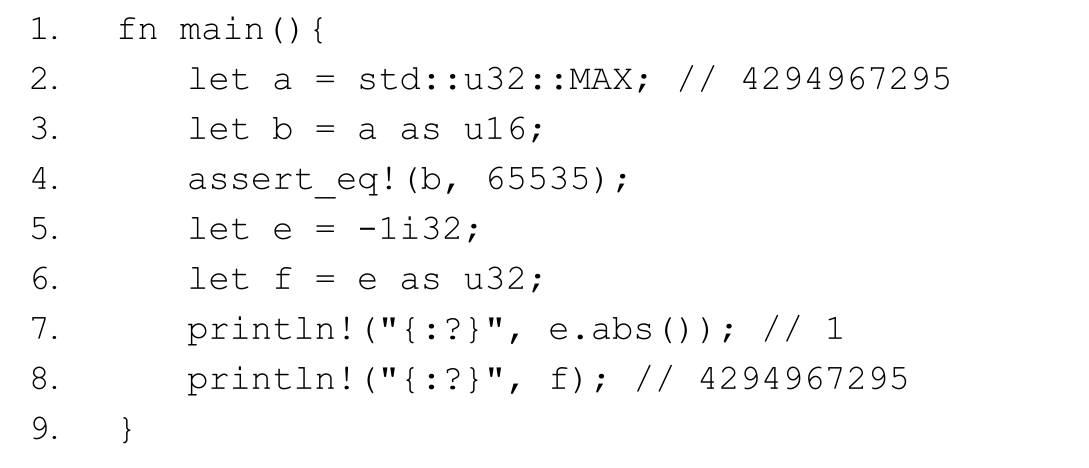 1. fn main(){
2. let a = std::u32::MAX; // 4294967295
3. let b = a as u16;
4. assert_eq!(b, 65535);
5. let e = -1i32;
6. let f = e as u32;
7. println!("{:?}", e.abs()); // 1
8. println!("{:?}", f); // 4294967295
9. }